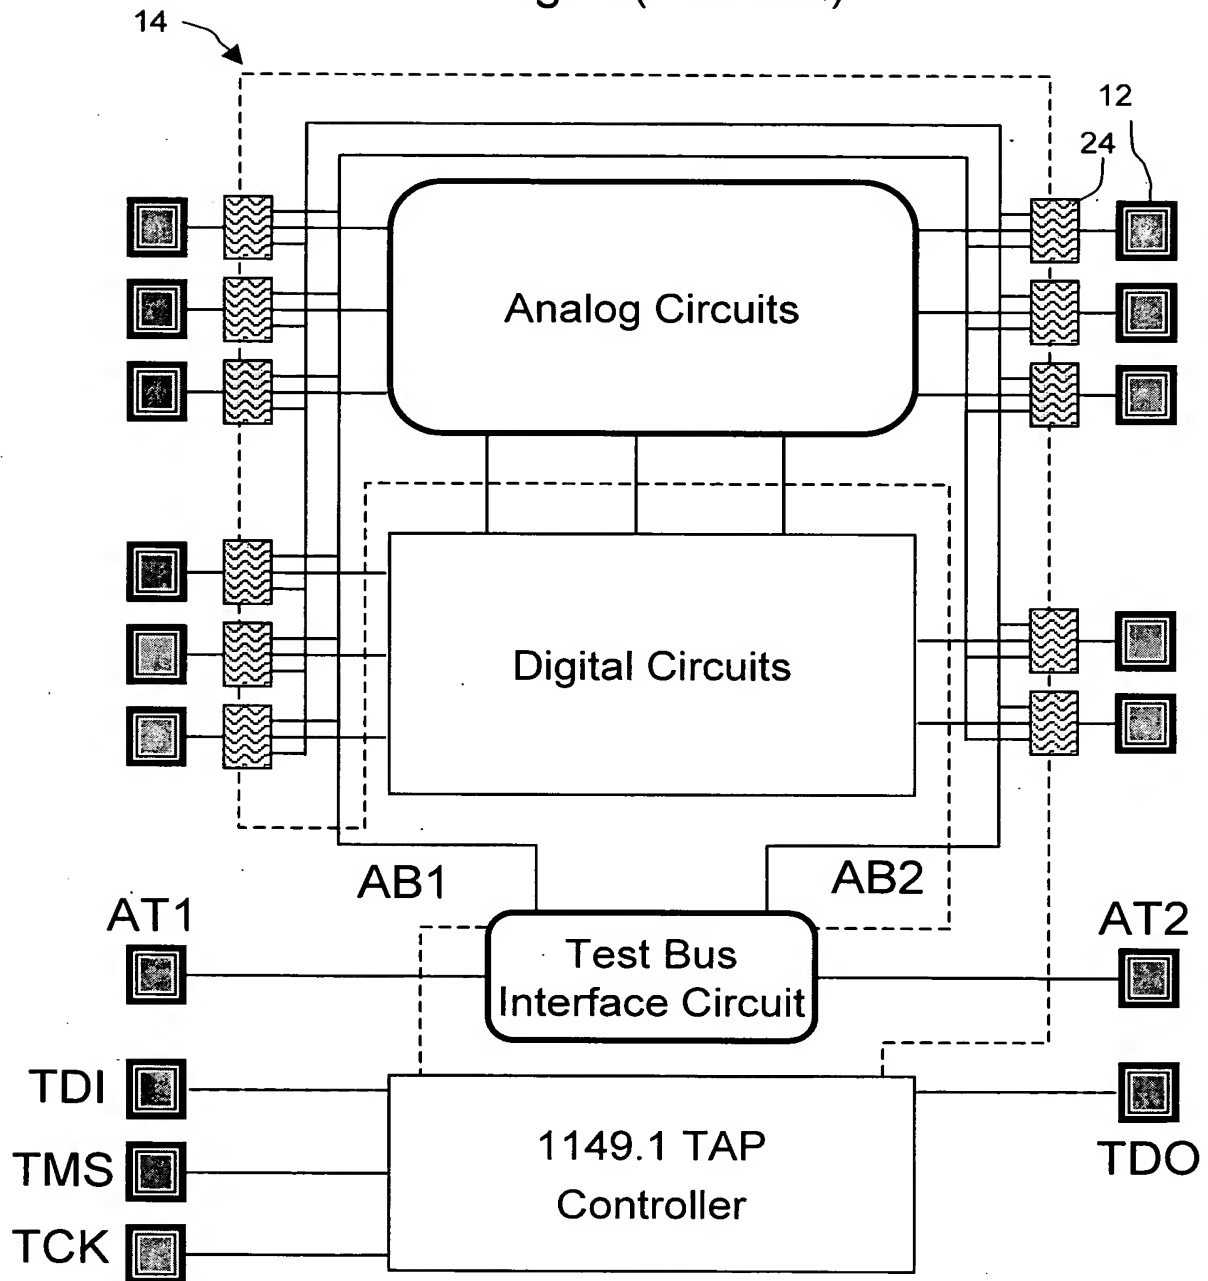 14
12
24
Analog Circuits
Digital Circuits
AB1
AB2
AT1
AT2
Test Bus
Interface Circuit
TDI
TMS
TCK
1149.1 TAP
Controller
TDO